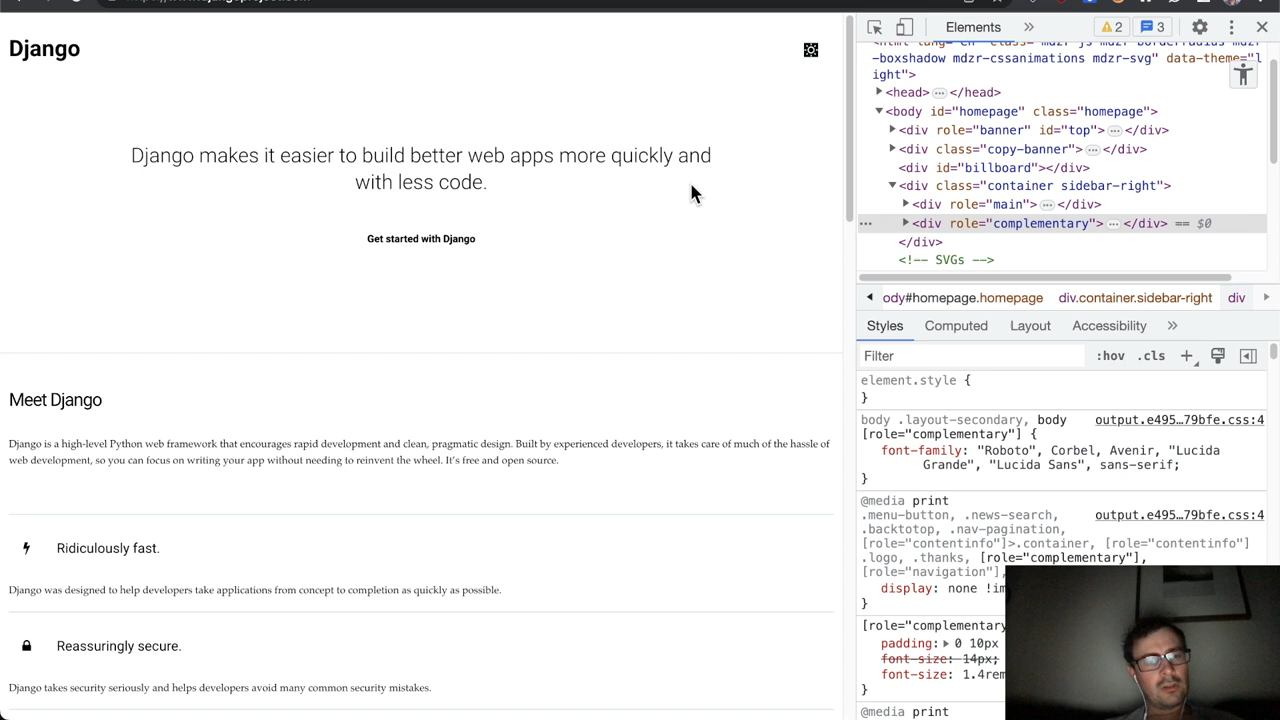 Django
Django makes it easier to build better web apps more quickly and
with less code.
Get started with Django
Meet Django
Django is a high-level Python web framework that encourages rapid development and clean, pragmatic design. Built by experienced developers, it takes care of much of the hassle of
web development, so you can focus on writing your app without needing to reinvent the wheel. It's free and open source.
Ridiculously fast.
Django was designed to help developers take applications from concept to completion as quickly as possible.
Reassuringly secure.
Django takes security seriously and helps developers avoid many common security mistakes.
Elements » 2 3
-boxshadow mdzr-cssanimations mdzr-svg" data-theme="l
ight">
<head> ··· </head>
<body id="homepage" class="homepage">
<div role="banner" id="top"> ··· </div>
<div class="copy-banner"> ··· </div>
<div id="billboard"></div>
<div class="container sidebar-right">
<div role="main"> ··· </div>
··· <div role="complementary"> ··· </div> == $0
</div>
<!-- SVGs -->
ody#homepage.homepage div.container.sidebar-right div
Styles Computed Layout Accessibility »
Filter :hov .cls +
element.style {
}
body .layout-secondary, body output.e495…79bfe.css:4
[role="complementary"] {
font-family: "Roboto", Corbel, Avenir, "Lucida
Grande", "Lucida Sans", sans-serif;
}
@media print
.menu-button, .news-search, output.e495…79bfe.css:4
.backtotop, .nav-pagination,
[role="contentinfo"]>.container, [role="contentinfo"]
.logo, .thanks, [role="complementary"],
[role="navigation"],
display: none
}
[role="complementary
padding: 0 10px
font-size: 14px;
font-size: 1.4rem
}
@media print